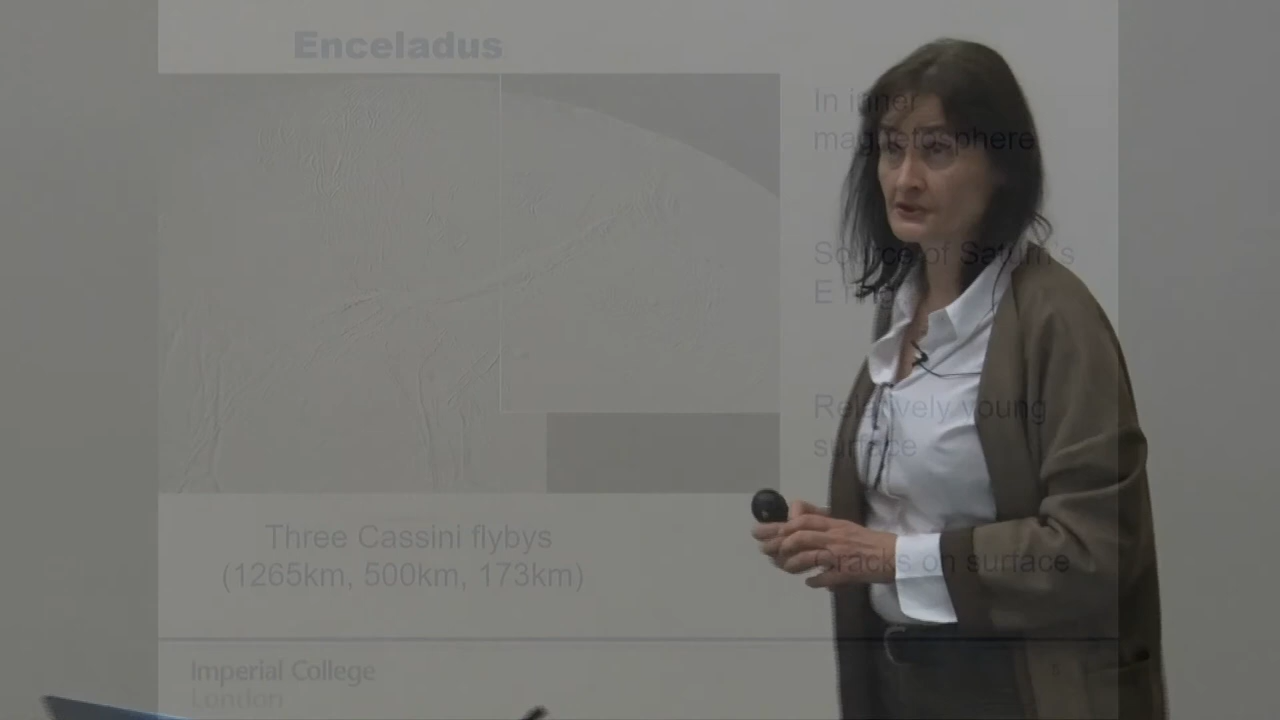 Enceladus
In inner
magnetosphere
Source of Saturn's
E ring
Relatively young
surface
Three Cassini flybys
(1265km, 500km, 173km)
Cracks on surface
Imperial College
London